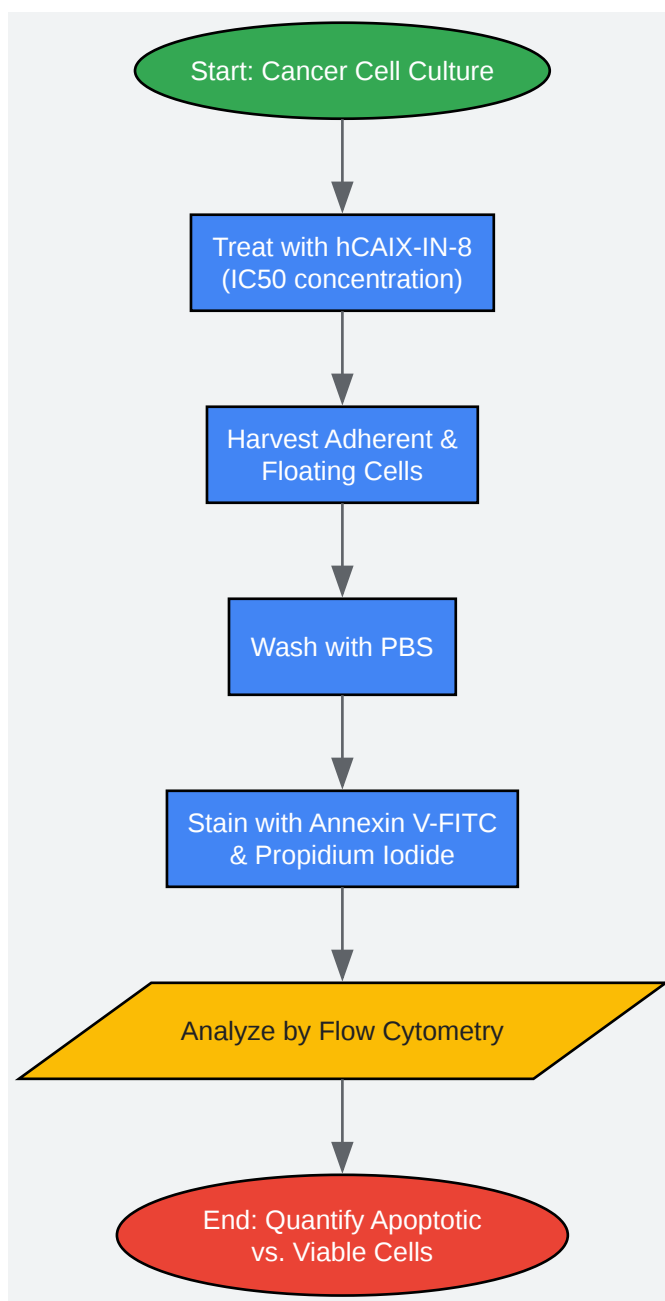 Start: Cancer Cell Culture
Treat with hCAIX-IN-8
(IC50 concentration)
Harvest Adherent &
Floating Cells
Wash with PBS
Stain with Annexin V-FITC
& Propidium Iodide
Analyze by Flow Cytometry
End: Quantify Apoptotic
vs. Viable Cells